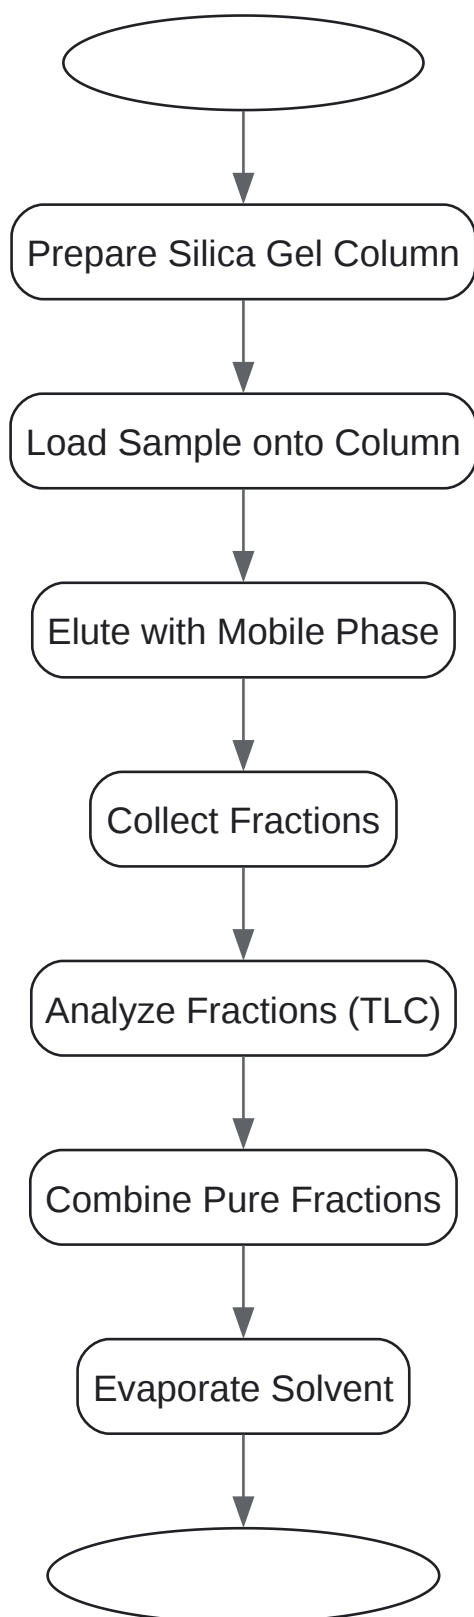 Prepare Silica Gel Column
Load Sample onto Column
Elute with Mobile Phase
Collect Fractions
Analyze Fractions (TLC)
Combine Pure Fractions
Evaporate Solvent